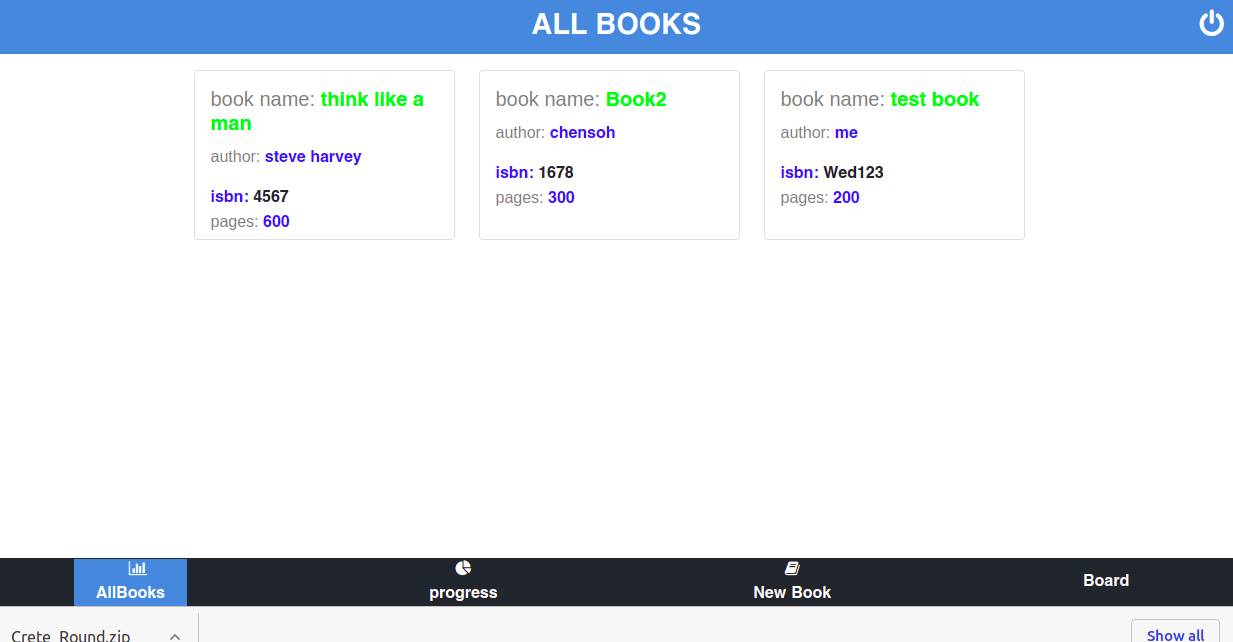 ALL BOOKS
book name: think like a
man
author: steve harvey
isbn: 4567
pages: 600
book name: Book2
author: chensoh
isbn: 1678
pages: 300
book name: test book
author: me
isbn: Wed123
pages: 200
AllBooks
progress
New Book
Board
Crete_Round.zip
Show all